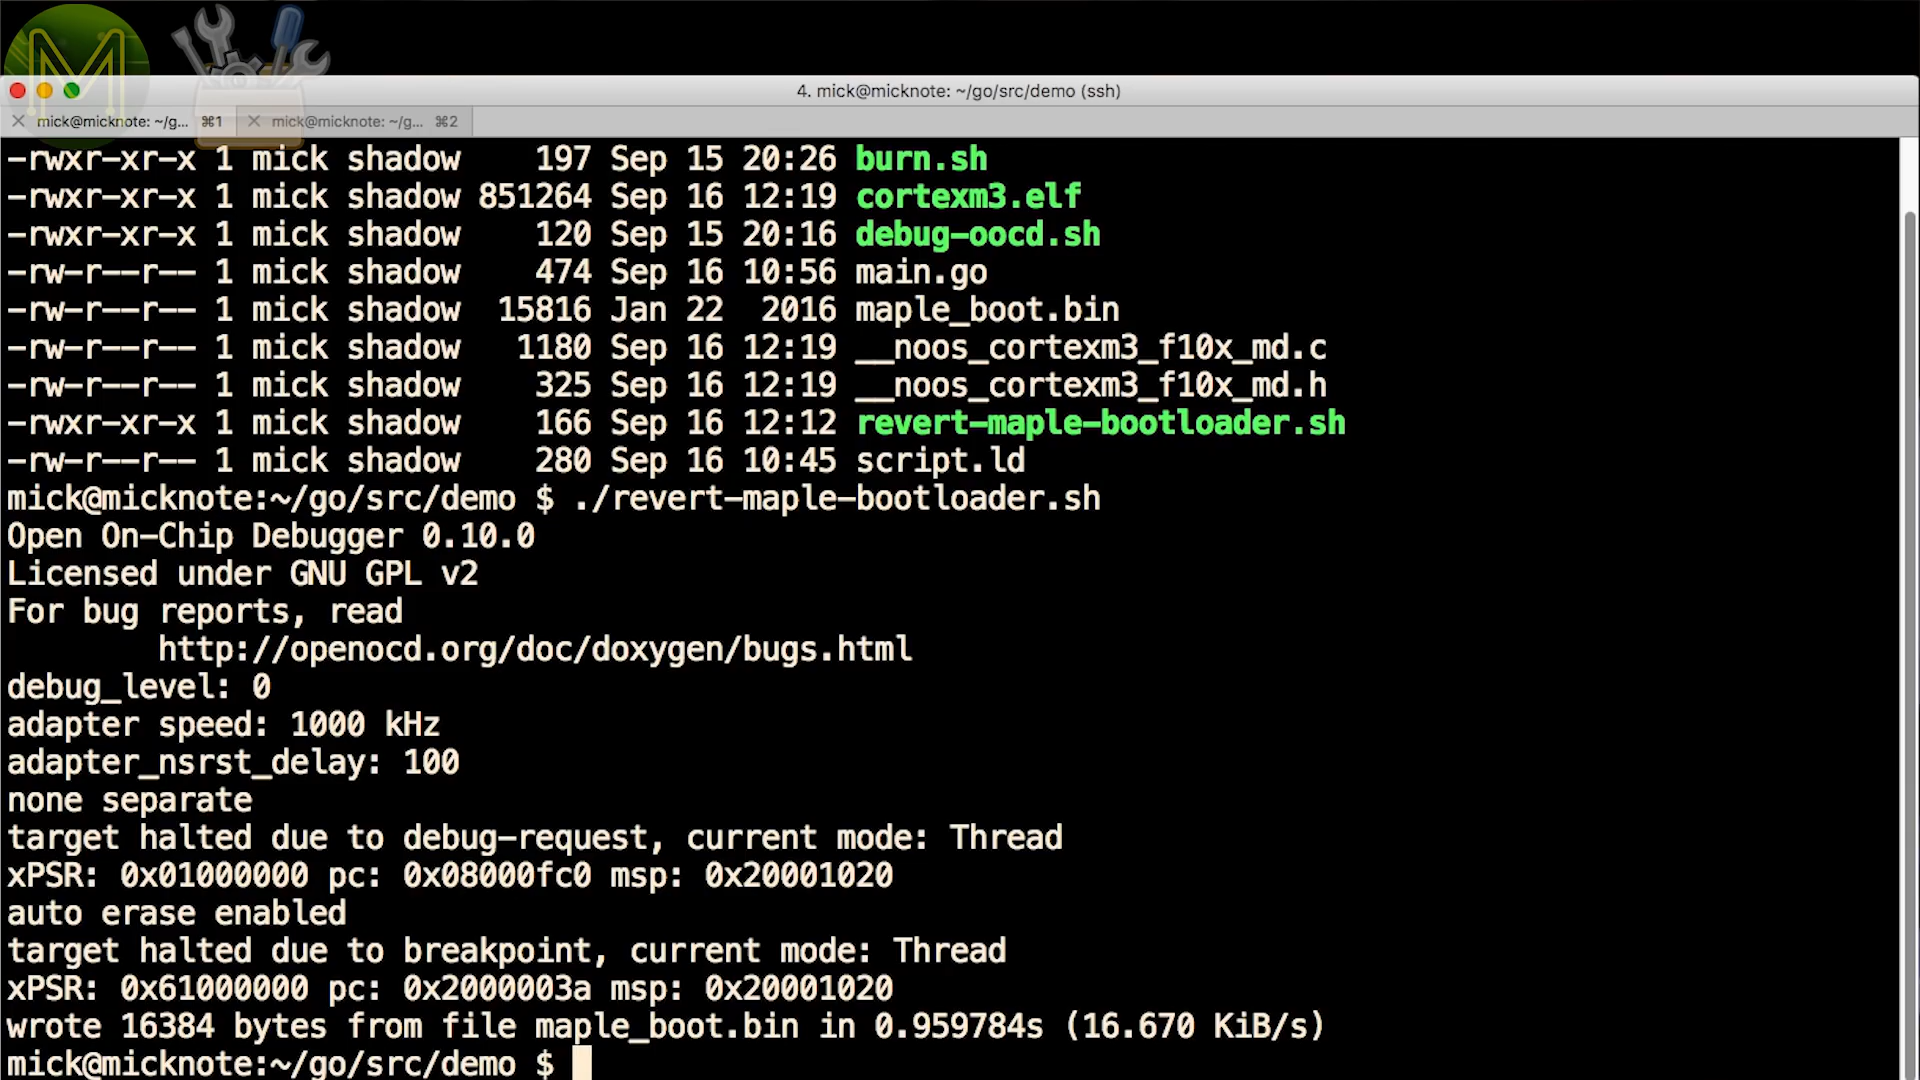 M
4. mick@micknote: ~/go/src/demo (ssh)
mick@micknote: ~/g... ⌘1 mick@micknote: ~/g... ⌘2
-rwxr-xr-x 1 mick shadow    197 Sep 15 20:26 burn.sh
-rwxr-xr-x 1 mick shadow 851264 Sep 16 12:19 cortexm3.elf
-rwxr-xr-x 1 mick shadow    120 Sep 15 20:16 debug-oocd.sh
-rw-r--r-- 1 mick shadow    474 Sep 16 10:56 main.go
-rw-r--r-- 1 mick shadow  15816 Jan 22  2016 maple_boot.bin
-rw-r--r-- 1 mick shadow   1180 Sep 16 12:19 __noos_cortexm3_f10x_md.c
-rw-r--r-- 1 mick shadow    325 Sep 16 12:19 __noos_cortexm3_f10x_md.h
-rwxr-xr-x 1 mick shadow    166 Sep 16 12:12 revert-maple-bootloader.sh
-rw-r--r-- 1 mick shadow    280 Sep 16 10:45 script.ld
mick@micknote:~/go/src/demo $ ./revert-maple-bootloader.sh
Open On-Chip Debugger 0.10.0
Licensed under GNU GPL v2
For bug reports, read
        http://openocd.org/doc/doxygen/bugs.html
debug_level: 0
adapter speed: 1000 kHz
adapter_nsrst_delay: 100
none separate
target halted due to debug-request, current mode: Thread
xPSR: 0x01000000 pc: 0x08000fc0 msp: 0x20001020
auto erase enabled
target halted due to breakpoint, current mode: Thread
xPSR: 0x61000000 pc: 0x2000003a msp: 0x20001020
wrote 16384 bytes from file maple_boot.bin in 0.959784s (16.670 KiB/s)
mick@micknote:~/go/src/demo $